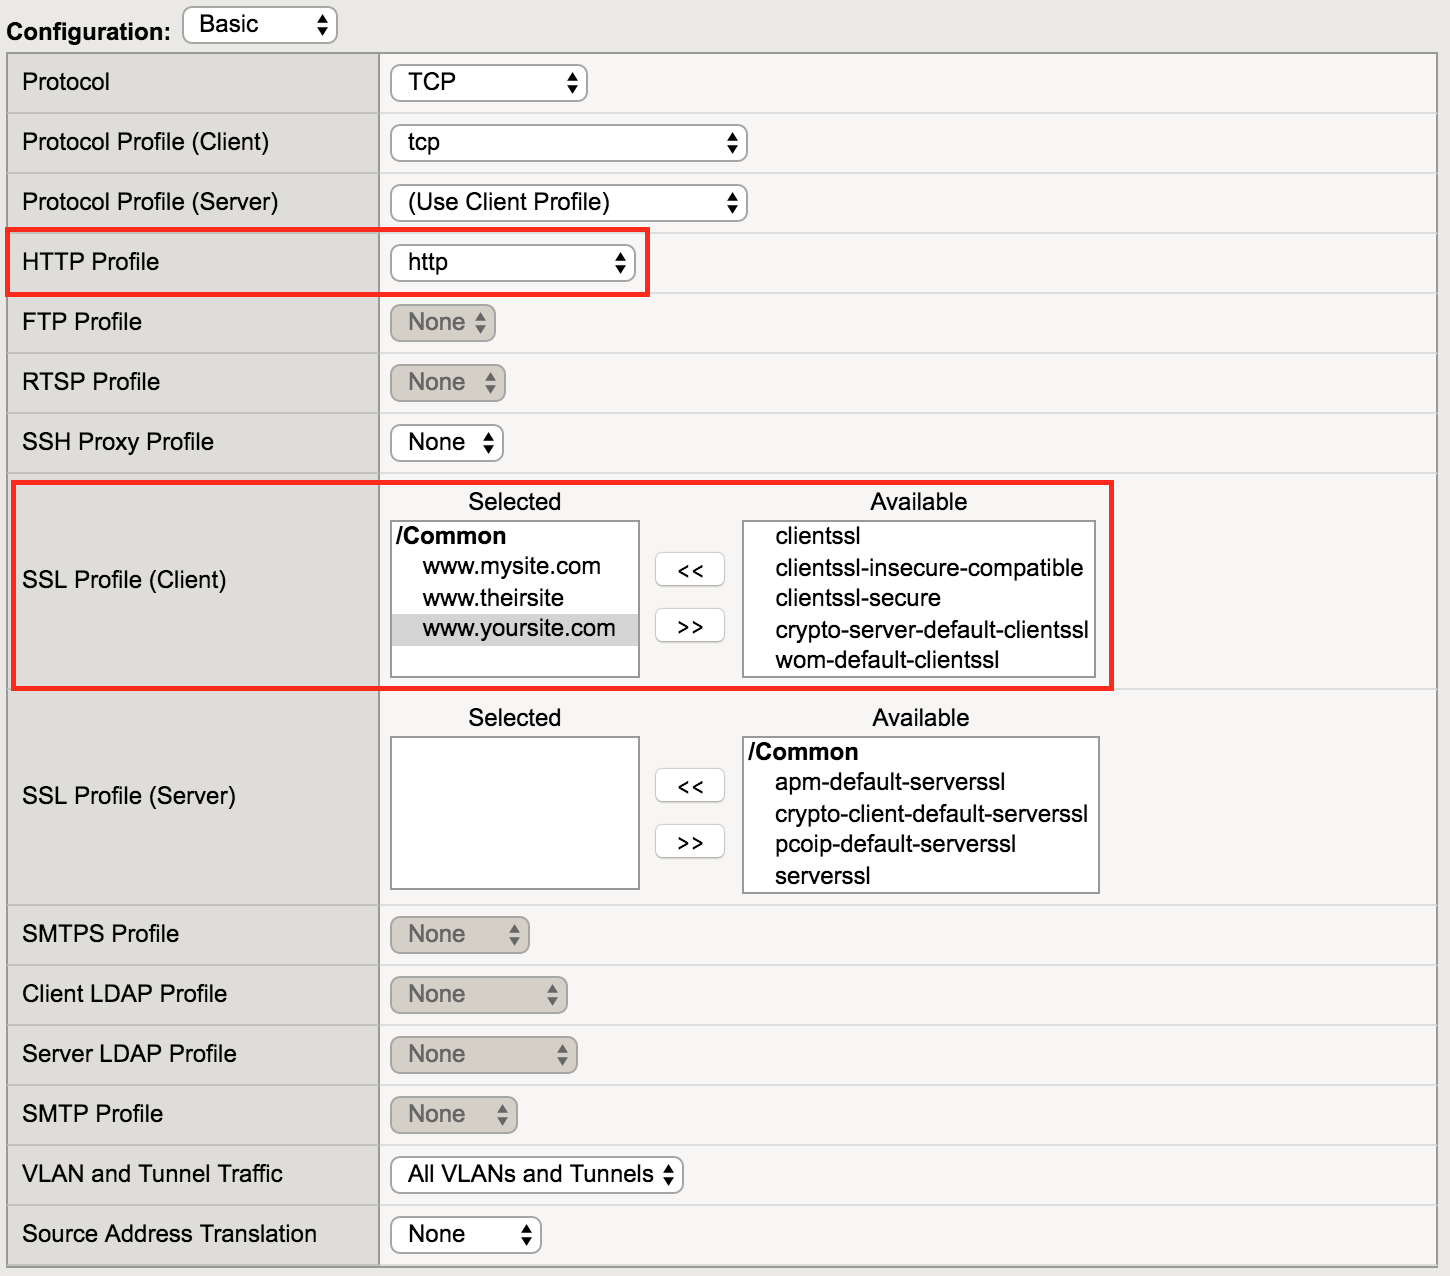 Configuration: Basic
Protocol TCP
Protocol Profile (Client) tcp
Protocol Profile (Server) (Use Client Profile)
HTTP Profile http
FTP Profile None
RTSP Profile None
SSH Proxy Profile None
SSL Profile (Client)
Selected
/Common
www.mysite.com
www.theirsite
www.yoursite.com
<<
>>
Available
clientssl
clientssl-insecure-compatible
clientssl-secure
crypto-server-default-clientssl
wom-default-clientssl
SSL Profile (Server)
Selected
<<
>>
Available
/Common
apm-default-serverssl
crypto-client-default-serverssl
pcoip-default-serverssl
serverssl
SMTPS Profile None
Client LDAP Profile None
Server LDAP Profile None
SMTP Profile None
VLAN and Tunnel Traffic All VLANs and Tunnels
Source Address Translation None